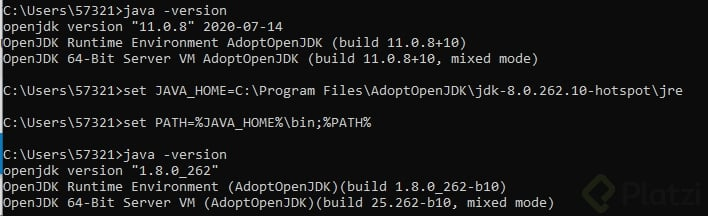 C:\Users\57321>java -version
openjdk version "11.0.8" 2020-07-14
OpenJDK Runtime Environment AdoptOpenJDK (build 11.0.8+10)
OpenJDK 64-Bit Server VM AdoptOpenJDK (build 11.0.8+10, mixed mode)
C:\Users\57321>set JAVA_HOME=C:\Program Files\AdoptOpenJDK\jdk-8.0.262.10-hotspot\jre
C:\Users\57321>set PATH=%JAVA_HOME%\bin;%PATH%
C:\Users\57321>java -version
openjdk version "1.8.0_262"
OpenJDK Runtime Environment (AdoptOpenJDK)(build 1.8.0_262-b10)
OpenJDK 64-Bit Server VM (AdoptOpenJDK)(build 25.262-b10, mixed mode)
Platzi